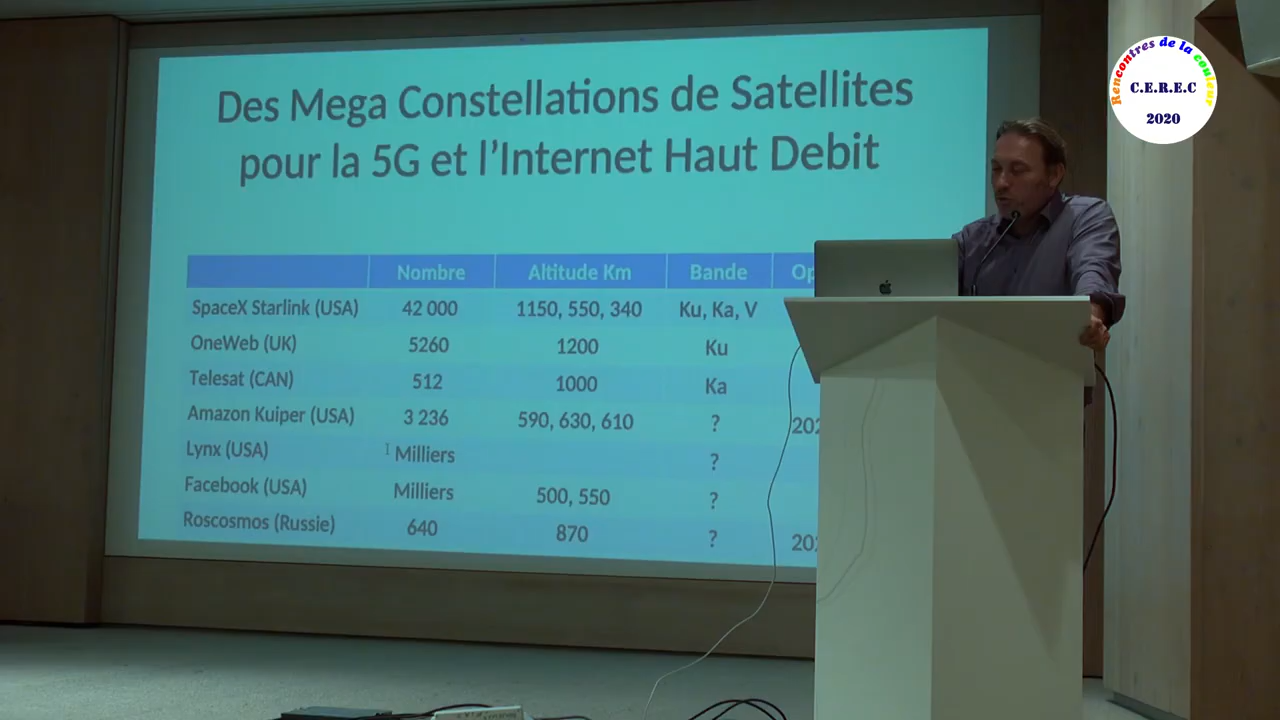 Des Mega Constellations de Satellites
pour la 5G et l'Internet Haut Debit
Nombre Altitude Km Bande Op
SpaceX Starlink (USA) 42 000 1150, 550, 340 Ku, Ka, V
OneWeb (UK) 5260 1200 Ku
Telesat (CAN) 512 1000 Ka
Amazon Kuiper (USA) 3 236 590, 630, 610 ? 202
Lynx (USA) Milliers ?
Facebook (USA) Milliers 500, 550 ?
Roscosmos (Russie) 640 870 ? 202
Rencontres de la couleur
C.E.R.E.C
2020